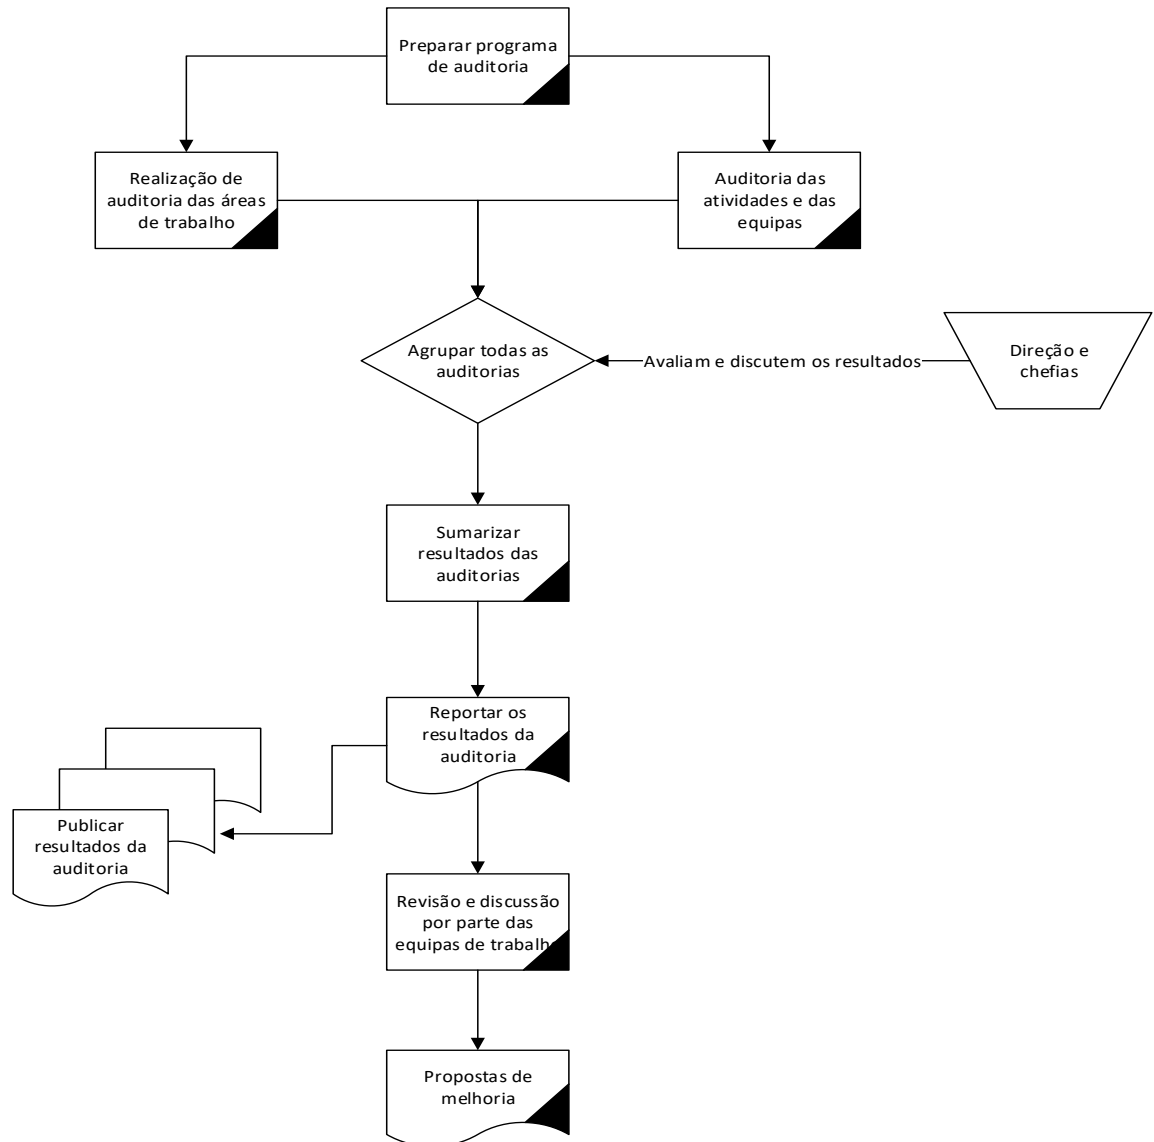 Preparar programa
de auditoria
Realização de
auditoria das áreas
de trabalho
Auditoria das
atividades e das
equipas
Agrupar todas as
auditorias
Avaliam e discutem os resultados
Direção e
chefias
Sumarizar
resultados das
auditorias
Reportar os
resultados da
auditoria
Publicar
resultados da
auditoria
Revisão e discussão
por parte das
equipas de trabalho
Propostas de
melhoria